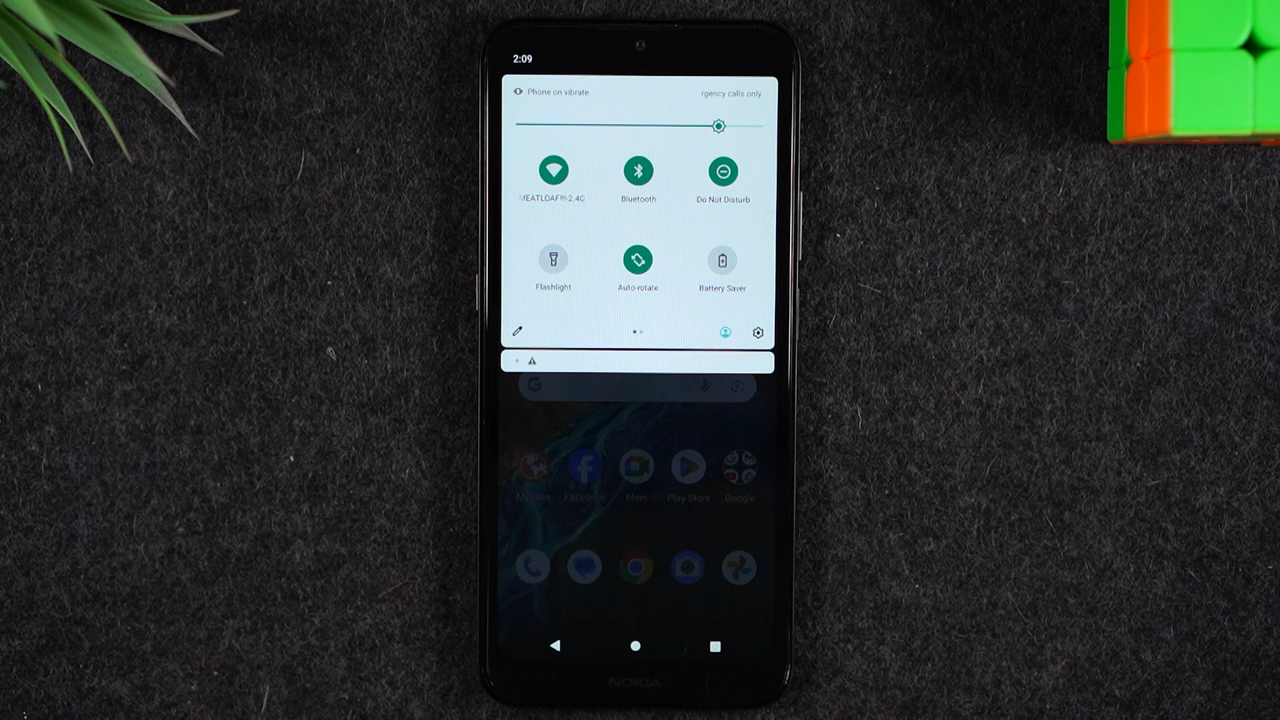 2:09
Phone on vibrate
rgency calls only
MEATLOAF!!!-2.4G
Bluetooth
Do Not Disturb
Flashlight
Auto-rotate
Battery Saver
G
MySites
Facebook
Meet
Play Store
Google
NOKIA